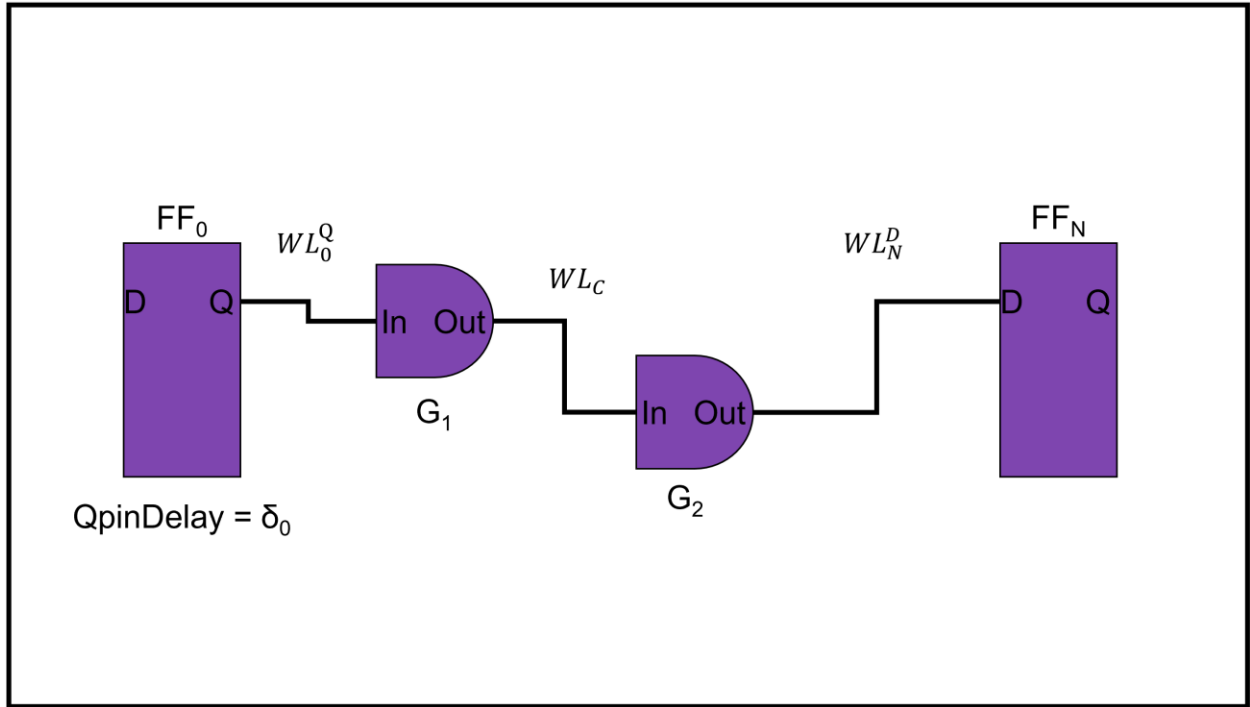 FF₀
WL₀^Q
WL_C
WL_N^D
FF_N
D Q
In Out
D Q
G₁
In Out
G₂
QpinDelay = δ₀